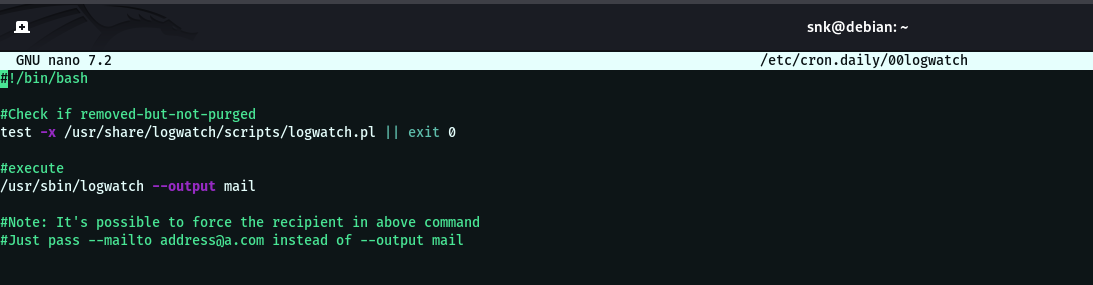 snk@debian: ~
GNU nano 7.2 /etc/cron.daily/00logwatch
#!/bin/bash
#Check if removed-but-not-purged
test -x /usr/share/logwatch/scripts/logwatch.pl || exit 0
#execute
/usr/sbin/logwatch --output mail
#Note: It's possible to force the recipient in above command
#Just pass --mailto address@a.com instead of --output mail